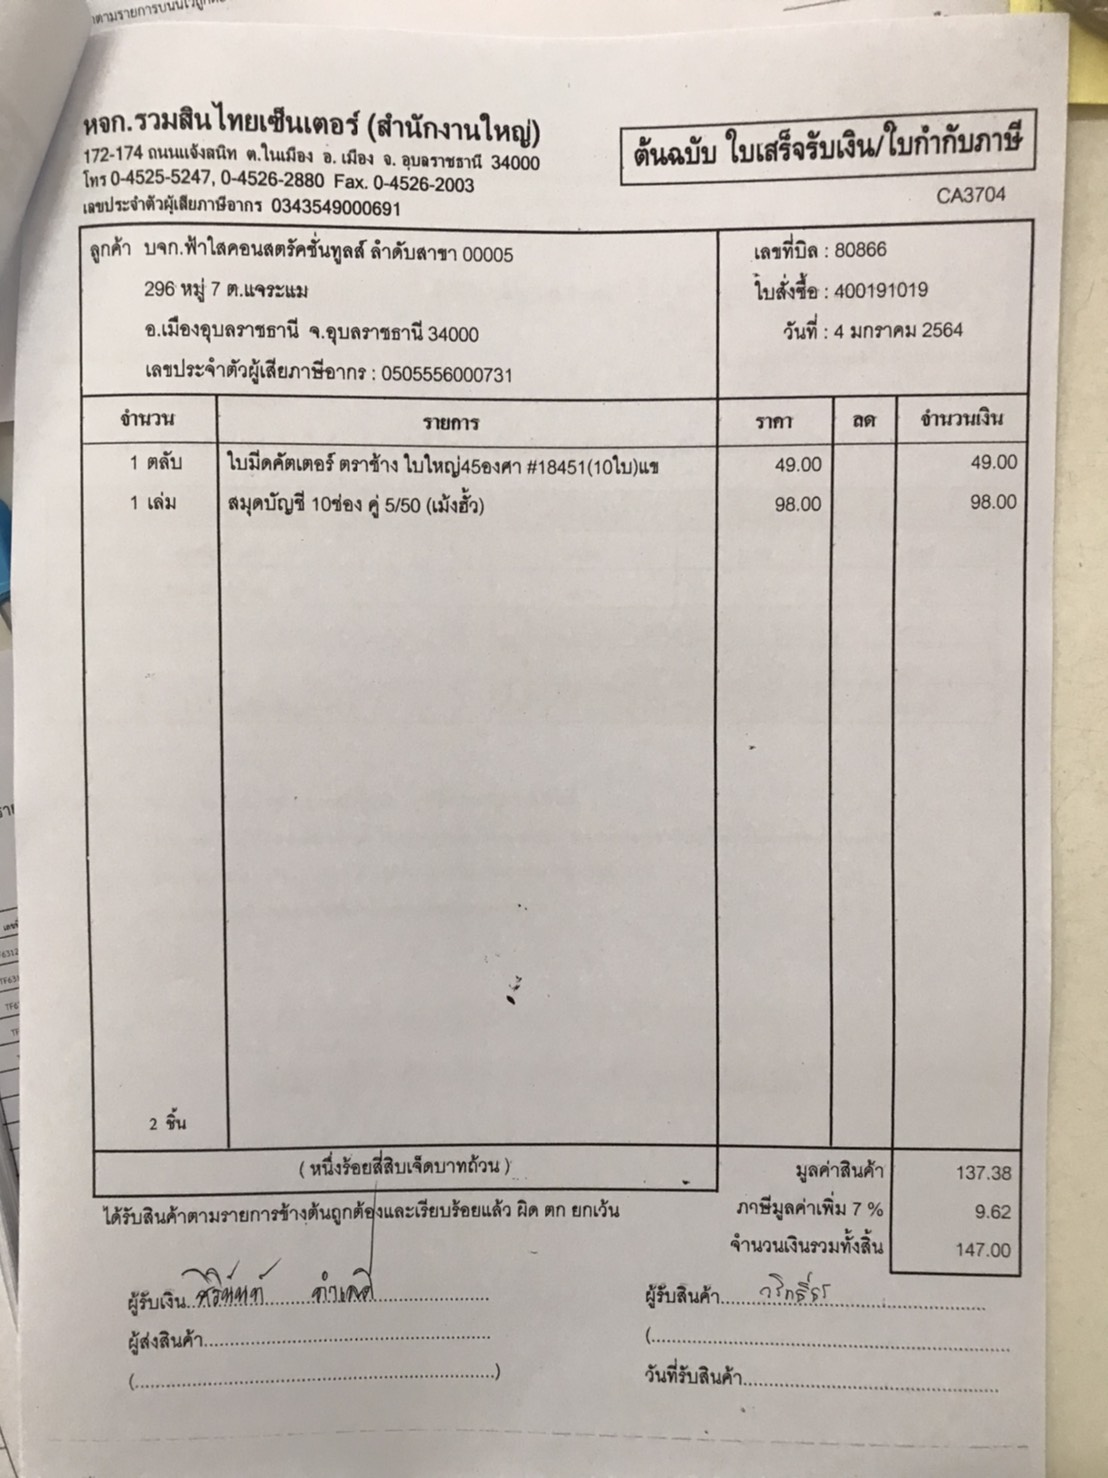 หจก.รวมสินไทยเซ็นเตอร์ (สำนักงานใหญ่)
172-174 ถนนแจ้งสนิท ต.ในเมือง อ. เมือง จ. อุบลราชธานี 34000
โทร 0-4525-5247, 0-4526-2880 Fax. 0-4526-2003
เลขประจำตัวผู้เสียภาษีอากร 0343549000691
ต้นฉบับ ใบเสร็จรับเงิน/ใบกำกับภาษี
CA3704
ลูกค้า บจก.ฟ้าใสคอนสตรัคชั่นทูลส์ ลำดับสาขา 00005
296 หมู่ 7 ต.แจระแม
อ.เมืองอุบลราชธานี จ.อุบลราชธานี 34000
เลขประจำตัวผู้เสียภาษีอากร : 0505556000731
เลขที่บิล : 80866
ใบสั่งซื้อ : 400191019
วันที่ : 4 มกราคม 2564
จำนวน รายการ ราคา ลด จำนวนเงิน
1 ตลับ ใบมีดคัตเตอร์ ตราช้าง ใบใหญ่45องศา #18451(10ใบ)แข 49.00 49.00
1 เล่ม สมุดบัญชี 10ช่อง คู่ 5/50 (เม้งฮั้ว) 98.00 98.00
2 ชิ้น
( หนึ่งร้อยสี่สิบเจ็ดบาทถ้วน ) มูลค่าสินค้า 137.38
ได้รับสินค้าตามรายการข้างต้นถูกต้องและเรียบร้อยแล้ว ผิด ตก ยกเว้น ภาษีมูลค่าเพิ่ม 7 % 9.62
จำนวนเงินรวมทั้งสิ้น 147.00
ผู้รับเงิน
ผู้รับสินค้า
ผู้ส่งสินค้า
วันที่รับสินค้า